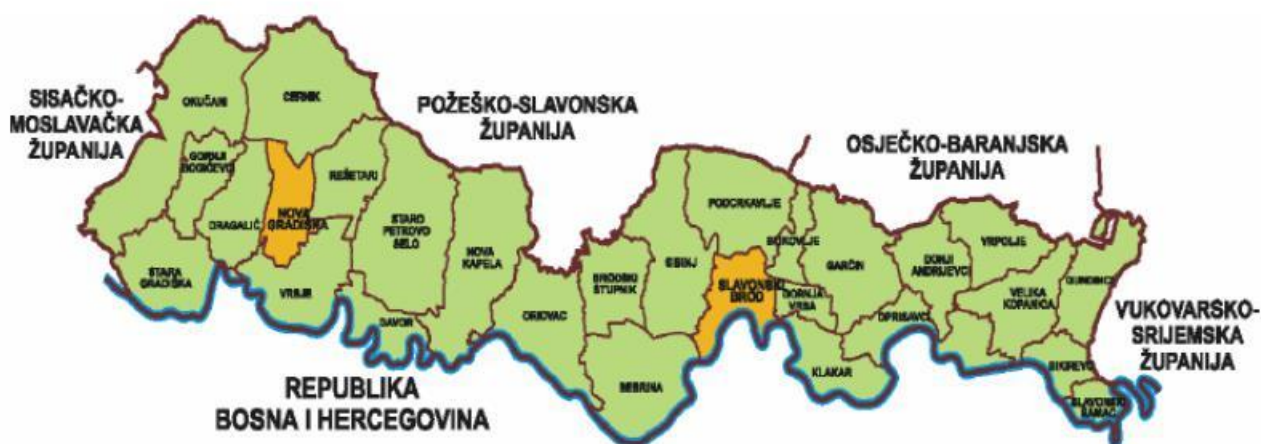 SISAČKO-
MOSLAVAČKA
ŽUPANIJA
POŽEŠKO-SLAVONSKA
ŽUPANIJA
OSJEČKO-BARANJSKA
ŽUPANIJA
VUKOVARSKO-
SRIJEMSKA
ŽUPANIJA
REPUBLIKA
BOSNA I HERCEGOVINA
OKUČANI
CERNIK
GORNJI
BOGIĆEVCI
REŠETARI
DRAGALIĆ
NOVA
GRADIŠKA
STARO
PETROVO
SELO
STARA
GRADIŠKA
VRBJE
DAVOR
NOVA
KAPELA
ORIOVAC
BRODSKI
STUPNIK
SIBINJ
BEBRINA
PODCRKAVLJE
SLAVONSKI
BROD
BUKOVLJE
GORNJA
VRBA
GARČIN
KLAKAR
OPRISAVCI
DONJI
ANDRIJEVCI
VRPOLJE
VELIKA
KOPANICA
GUNDINCI
SIKIREVCI
SLAVONSKI
ŠAMAC